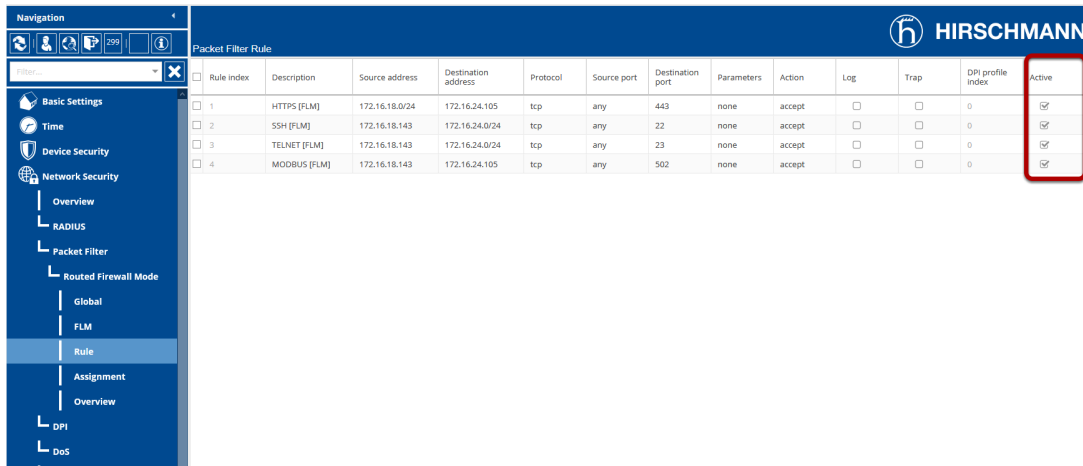 Navigation
299
Packet Filter Rule
HIRSCHMANN
Filter...
Rule index Description Source address Destination address Protocol Source port Destination port Parameters Action Log Trap DPI profile index Active
1 HTTPS [FLM] 172.16.18.0/24 172.16.24.105 tcp any 443 none accept 0
2 SSH [FLM] 172.16.18.143 172.16.24.0/24 tcp any 22 none accept 0
3 TELNET [FLM] 172.16.18.143 172.16.24.0/24 tcp any 23 none accept 0
4 MODBUS [FLM] 172.16.18.143 172.16.24.105 tcp any 502 none accept 0
Basic Settings
Time
Device Security
Network Security
Overview
RADIUS
Packet Filter
Routed Firewall Mode
Global
FLM
Rule
Assignment
Overview
DPI
DoS